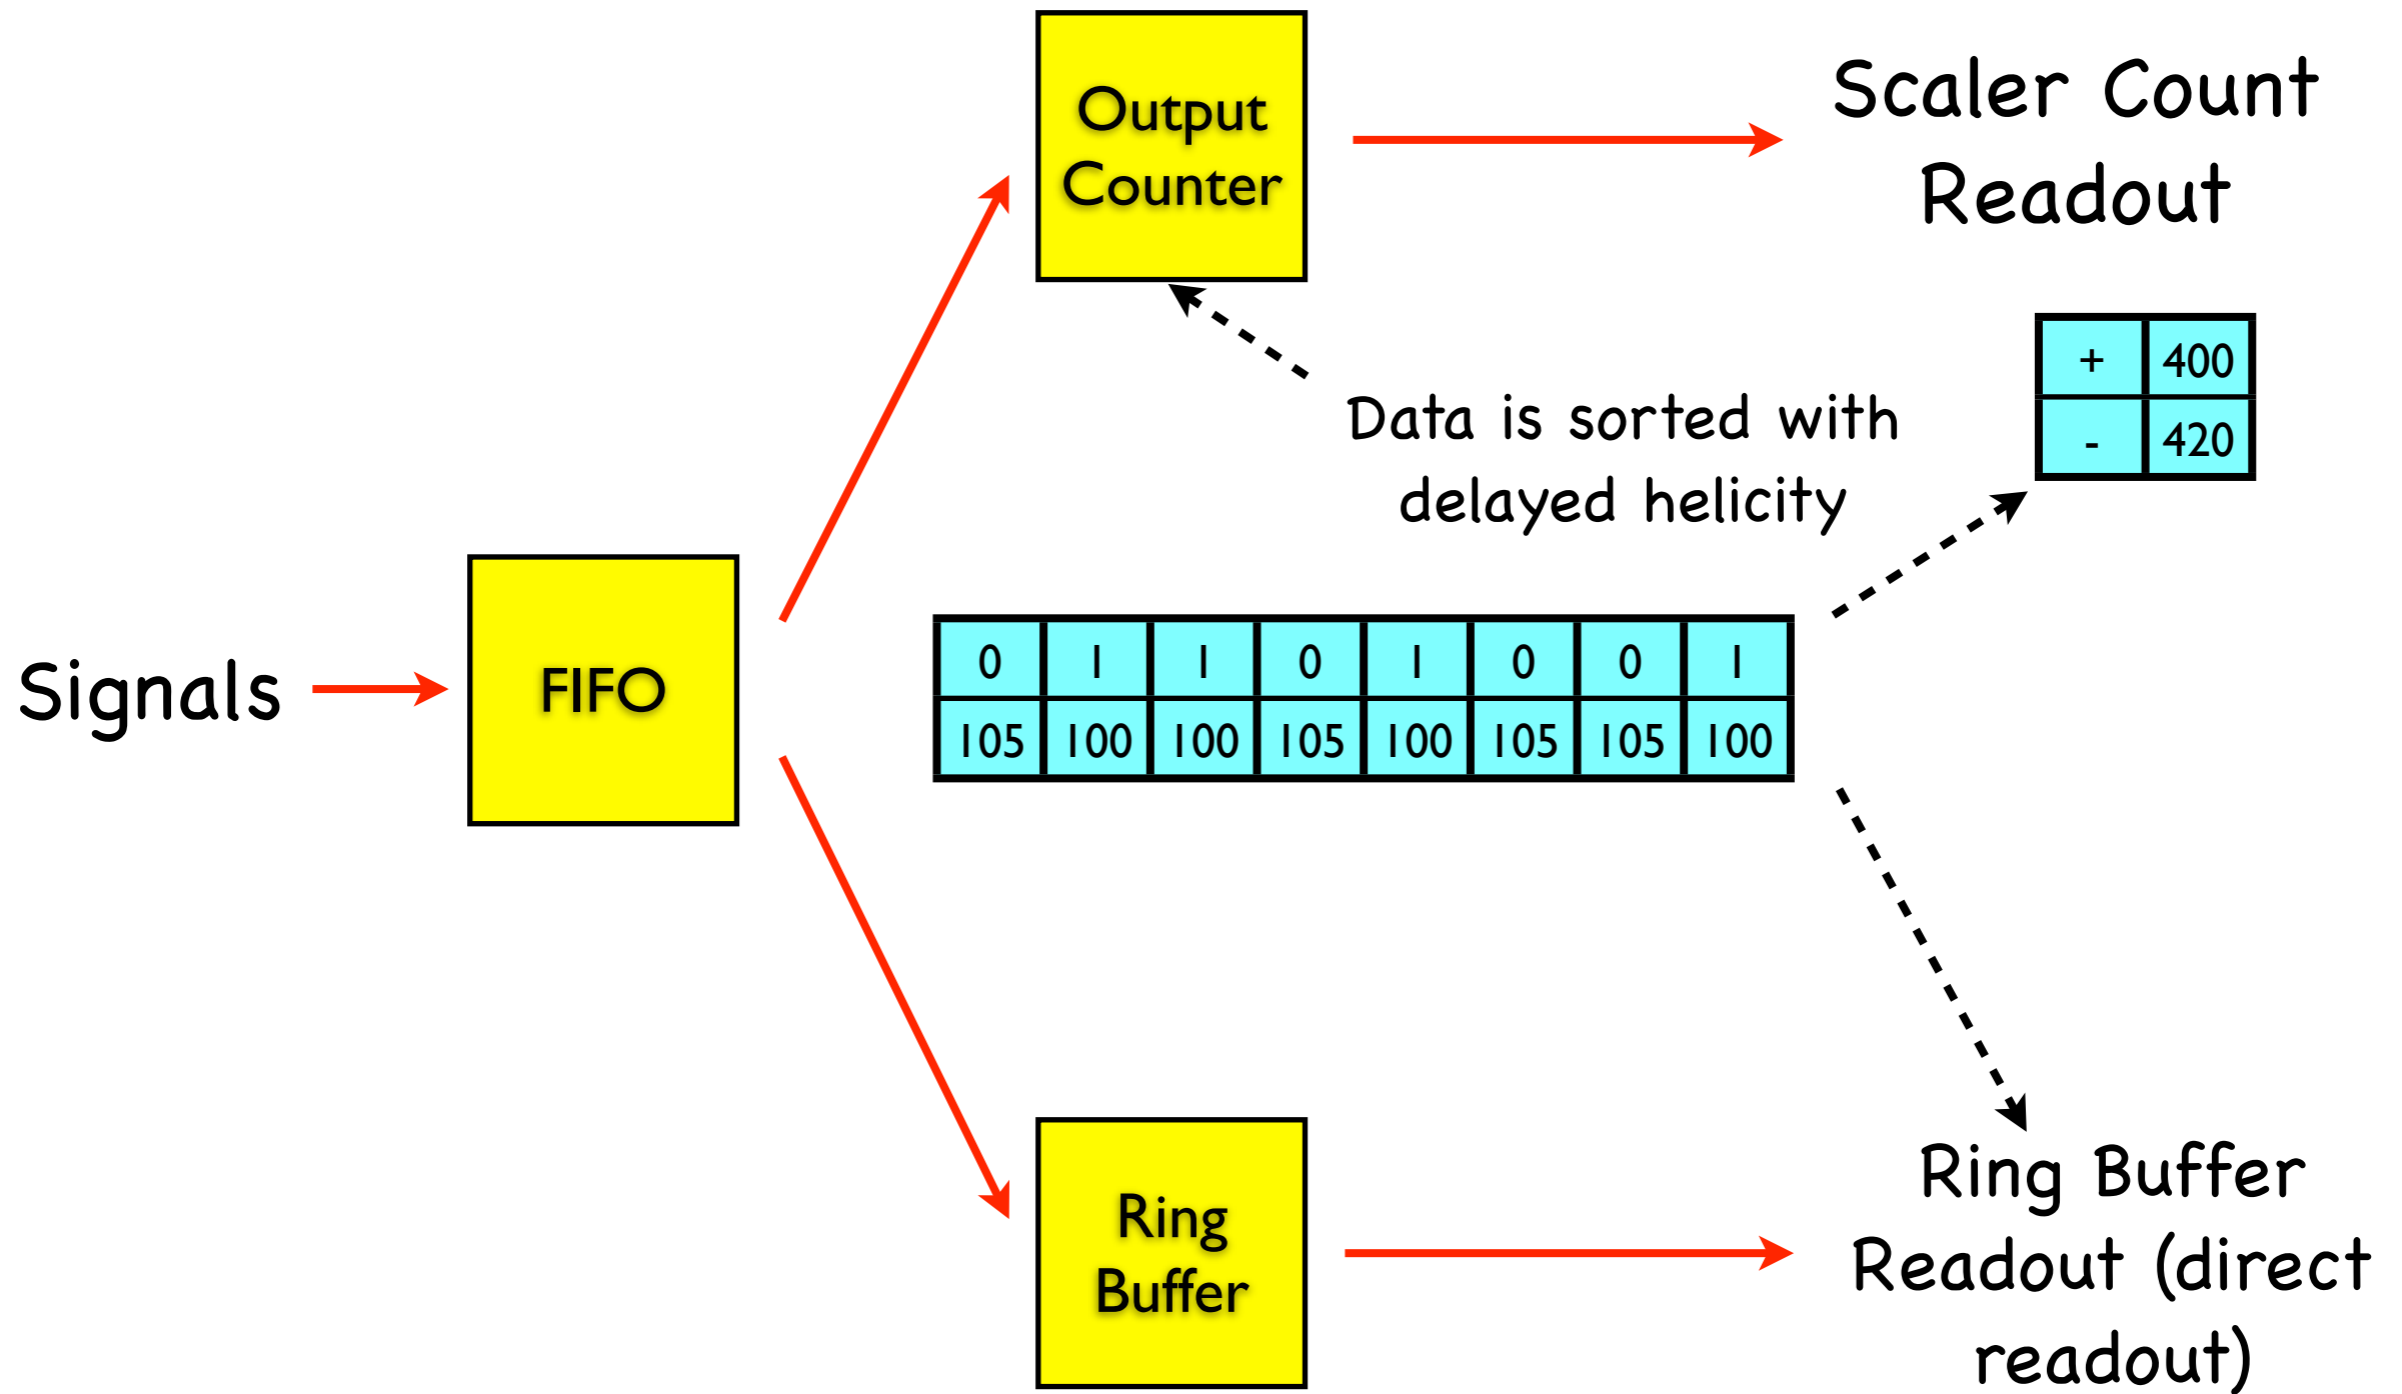 Output
Counter
Scaler Count
Readout
+ 400
- 420
Data is sorted with
delayed helicity
Signals
FIFO
0 1 1 0 1 0 0 1
105 100 100 105 100 105 105 100
Ring
Buffer
Ring Buffer
Readout (direct
readout)